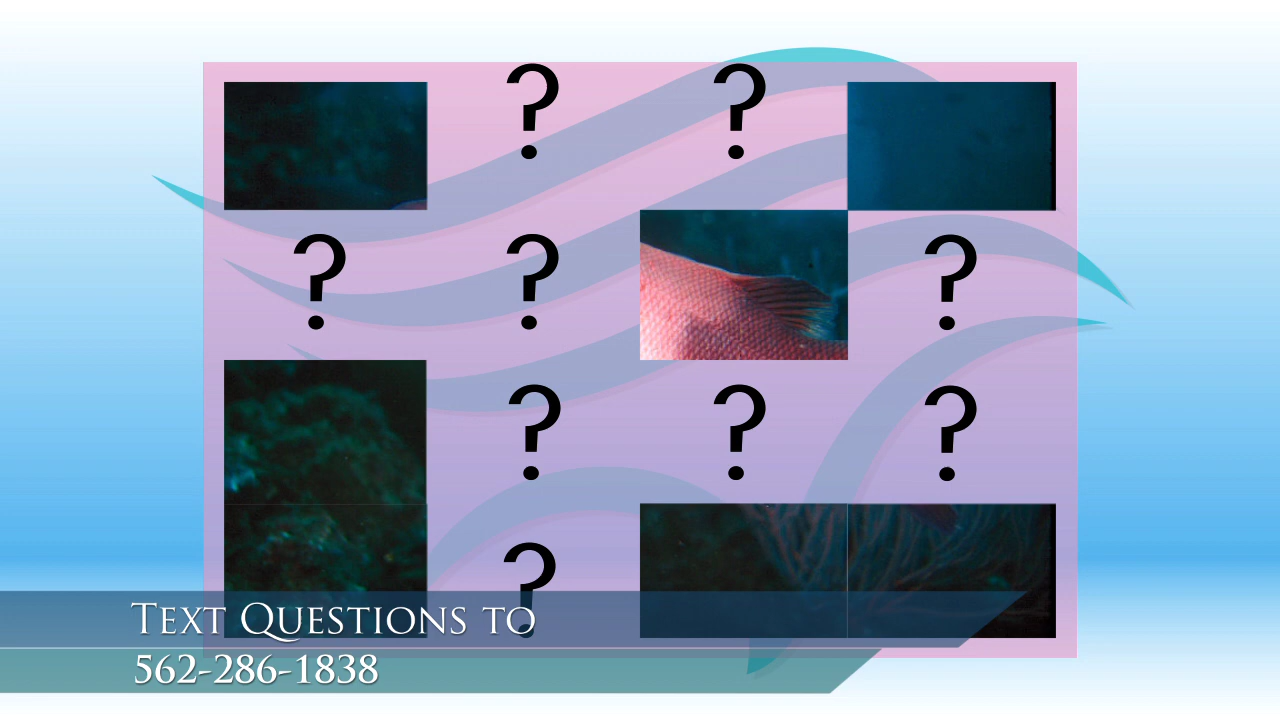 ? ?
? ? ?
? ? ?
?
Text Questions to
562-286-1838